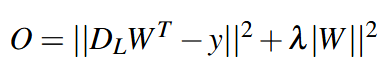 O = ||D_L W^T − y||^2 + λ|W||^2